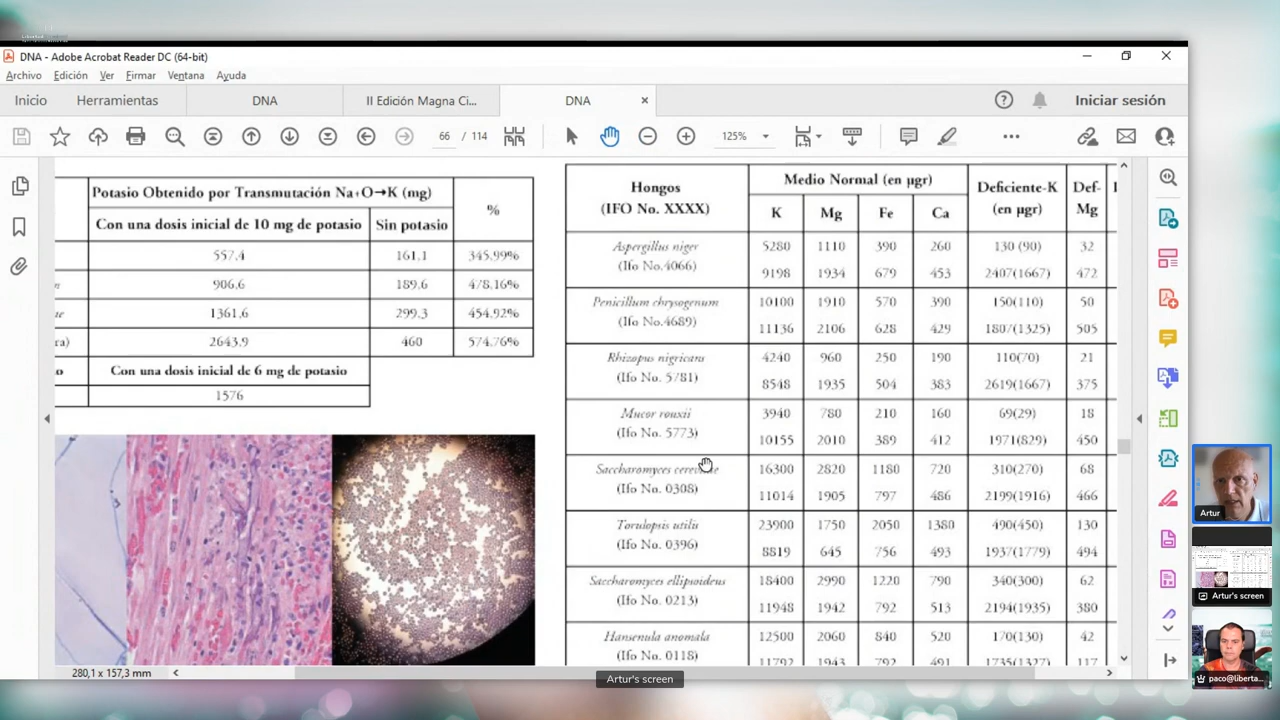 DNA - Adobe Acrobat Reader DC (64-bit)
Archivo Edición Ver Firmar Ventana Ayuda
Inicio Herramientas DNA II Edición Magna Ci... DNA × Iniciar sesión
66 / 114 125%
Potasio Obtenido por Transmutación Na+O→K (mg) %
Con una dosis inicial de 10 mg de potasio Sin potasio
557.4 161.1 345.99%
906.6 189.6 478.16%
1361.6 299.3 454.92%
ra) 2643.9 460 574.76%
Con una dosis inicial de 6 mg de potasio
1576
Hongos
(IFO No. XXXX)
Medio Normal (en µgr)
K Mg Fe Ca
Deficiente-K
(en µgr)
Def-
Mg
Aspergillus niger 5280 1110 390 260 130 (90) 32
(Ifo No.4066) 9198 1934 679 453 2407(1667) 472
Penicillum chrysogenum 10100 1910 570 390 150(110) 50
(Ifo No.4689) 11136 2106 628 429 1807(1325) 505
Rhizopus nigricans 4240 960 250 190 110(70) 21
(Ifo No. 5781) 8548 1935 504 383 2619(1667) 375
Mucor rouxii 3940 780 210 160 69(29) 18
(Ifo No. 5773) 10155 2010 389 412 1971(829) 450
Saccharomyces 16300 2820 1180 720 310(270) 68
(Ifo No. 0308) 11014 1905 797 486 2199(1916) 466
Torulopsis utilis 23900 1750 2050 1380 490(450) 130
(Ifo No. 0396) 8819 645 756 493 1937(1779) 494
Saccharomyces ellipsoideus 18400 2990 1220 790 340(300) 62
(Ifo No. 0213) 11948 1942 792 513 2194(1935) 380
Hansenula anomala 12500 2060 840 520 170(130) 42
(Ifo No. 0118) 11792 1943 792 491 1735(1327) 117
280,1 x 157,3 mm
Artur's screen
Artur
Artur's screen
paco@liberta...